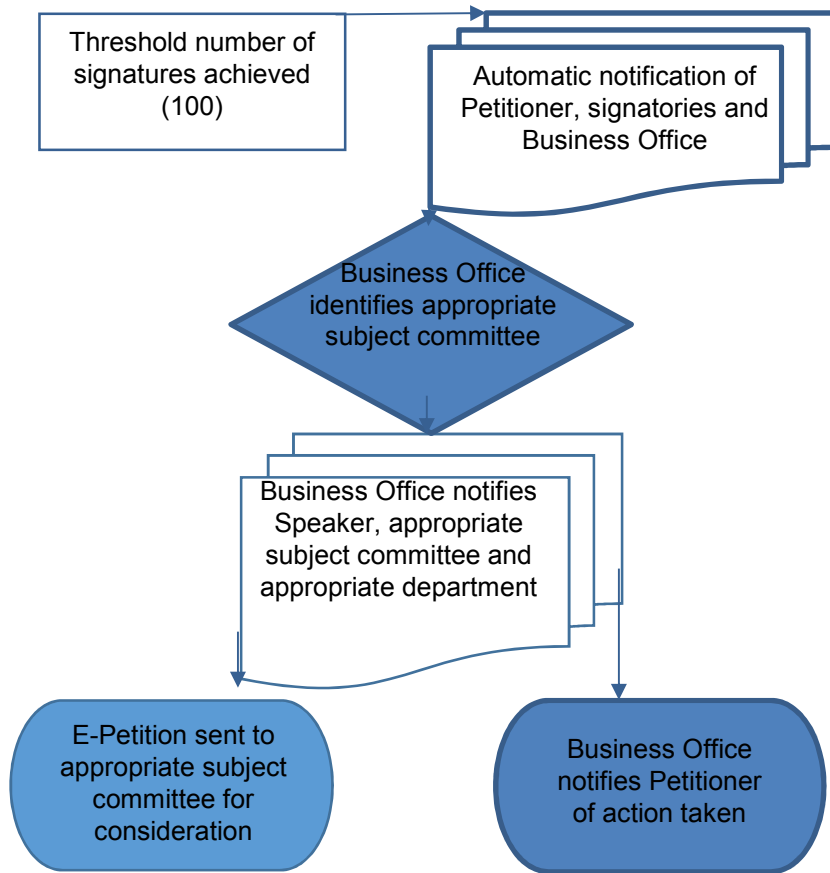 Threshold number of
signatures achieved
(100)
Automatic notification of
Petitioner, signatories and
Business Office
Business Office
identifies appropriate
subject committee
Business Office notifies
Speaker, appropriate
subject committee and
appropriate department
E-Petition sent to
appropriate subject
committee for
consideration
Business Office
notifies Petitioner
of action taken